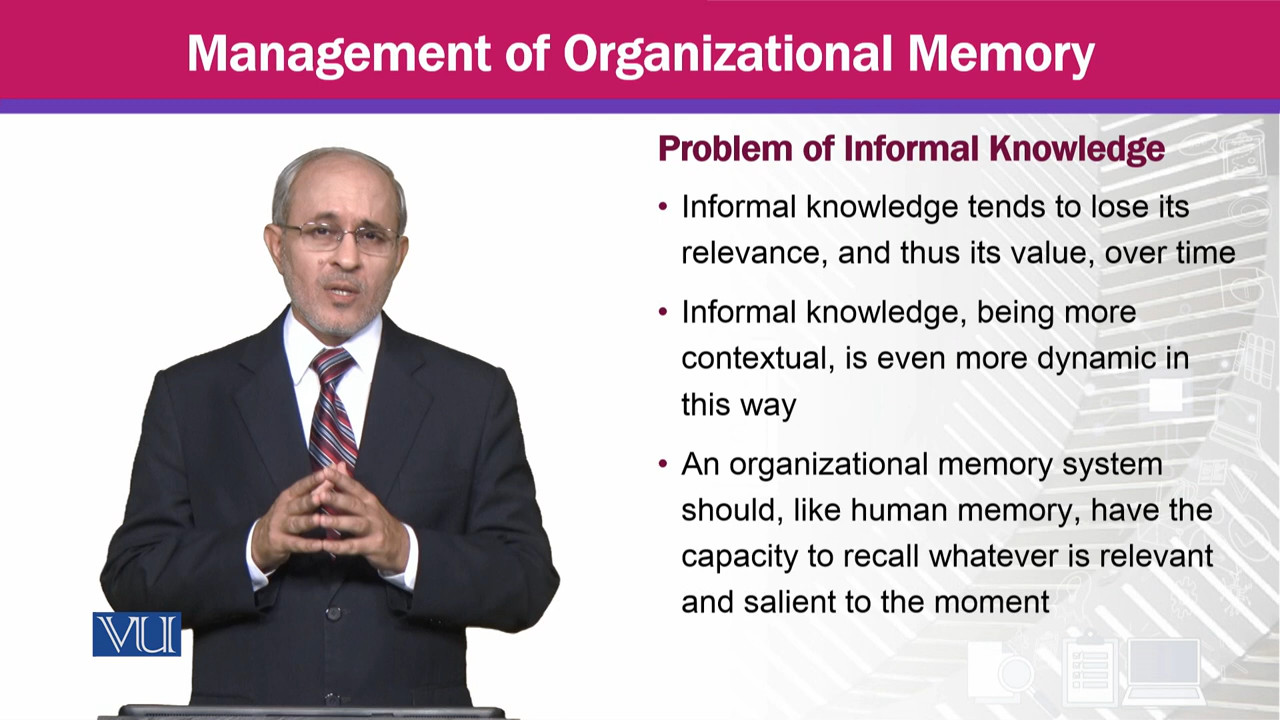 Management of Organizational Memory
Problem of Informal Knowledge
• Informal knowledge tends to lose its
relevance, and thus its value, over time
• Informal knowledge, being more
contextual, is even more dynamic in
this way
• An organizational memory system
should, like human memory, have the
capacity to recall whatever is relevant
and salient to the moment
VU